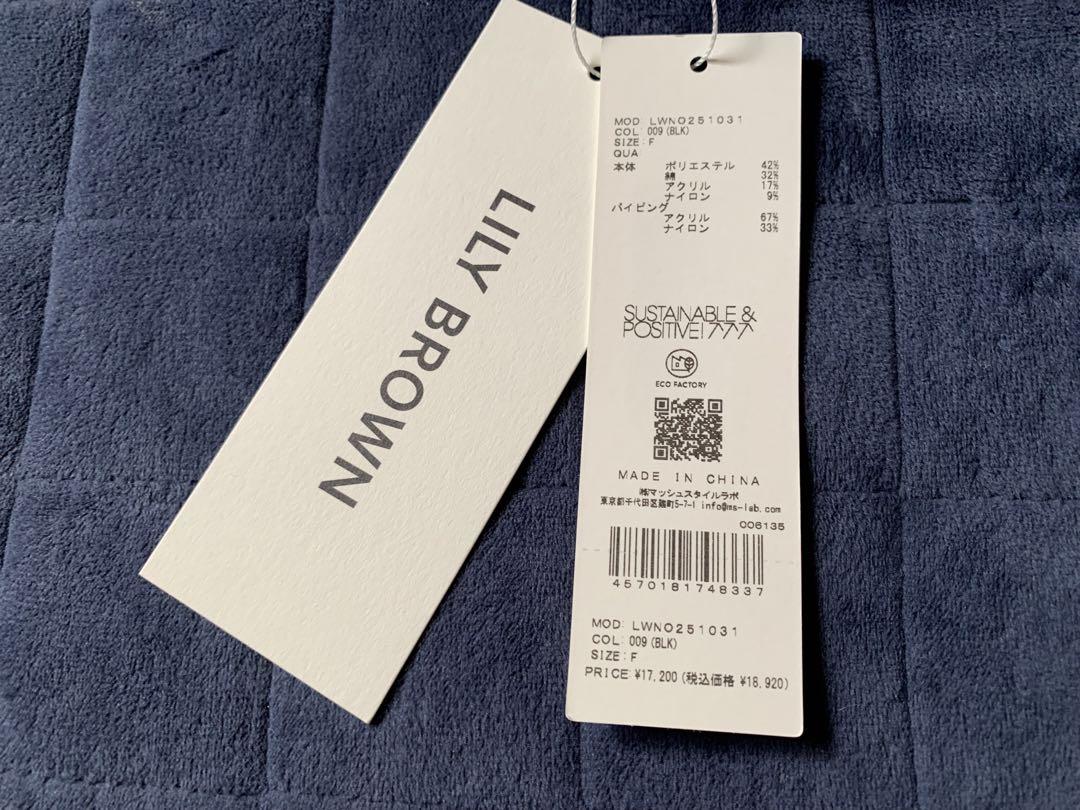 LILY BROWN
MOD LWNO251031
COL: 009 (BLK)
SIZE: F
QUA
本体 ポリエステル 42%
綿 32%
アクリル 17%
ナイロン 9%
パイピング
アクリル 67%
ナイロン 33%
SUSTAINABLE &
POSITIVE! 777
ECO FACTORY
MADE IN CHINA
㈱マッシュスタイルラボ
東京都千代田区麹町5-7-1 info@ms-lab.com
006135
4570181748337
MOD: LWNO251031
COL: 009 (BLK)
SIZE: F
PRICE: ¥17,200 (税込価格 ¥18,920)